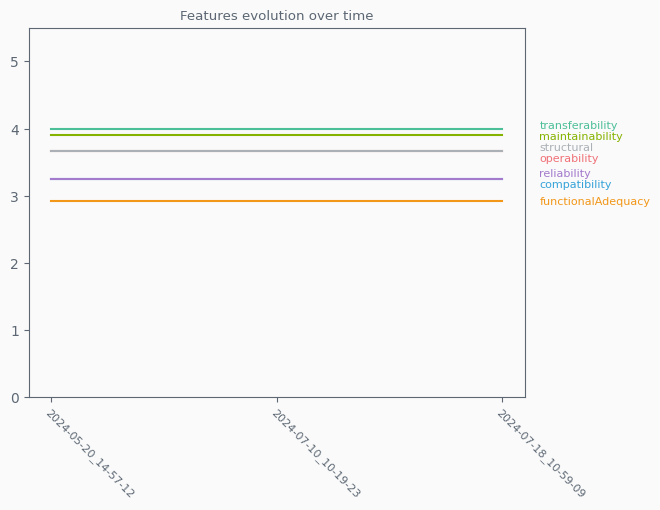 Features evolution over time
5
4
3
2
1
0
transferability
maintainability
structural
operability
reliability
compatibility
functionalAdequacy
2024-05-20_14-57-12
2024-07-10_10-19-23
2024-07-18_10-59-09